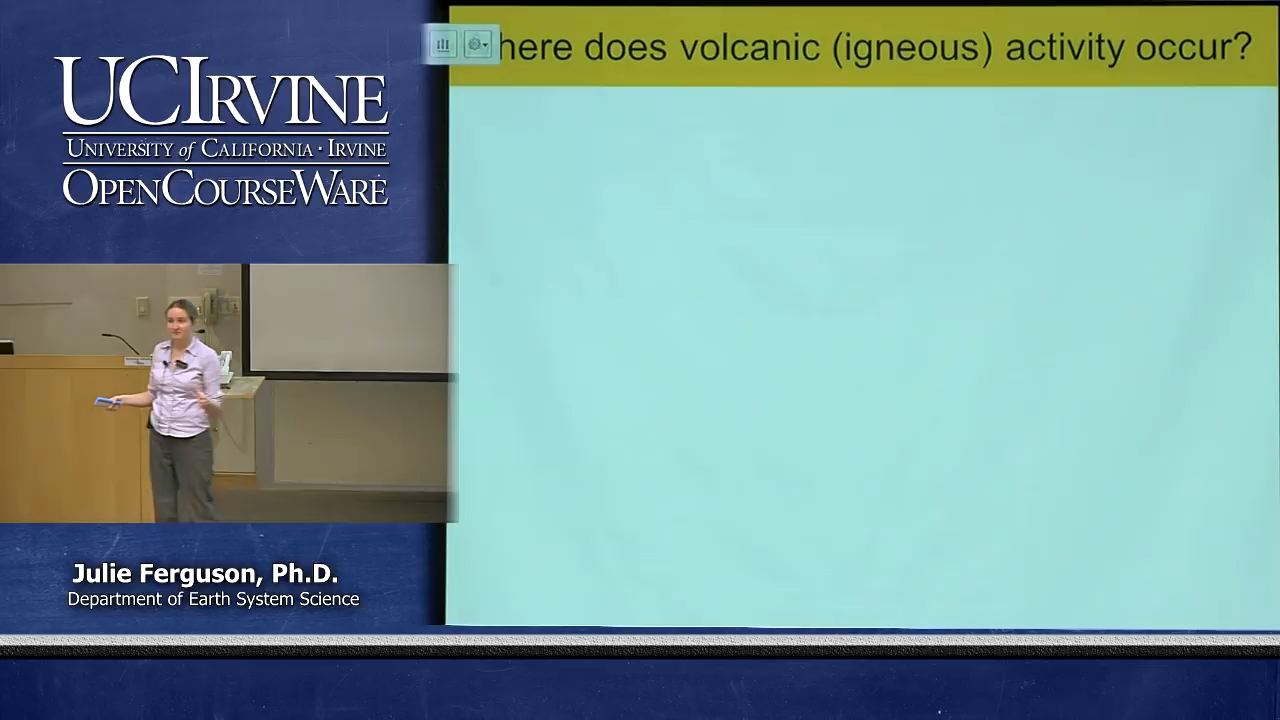 UCIRVINE
UNIVERSITY of CALIFORNIA · IRVINE
OPENCOURSEWARE
here does volcanic (igneous) activity occur?
Julie Ferguson, Ph.D.
Department of Earth System Science